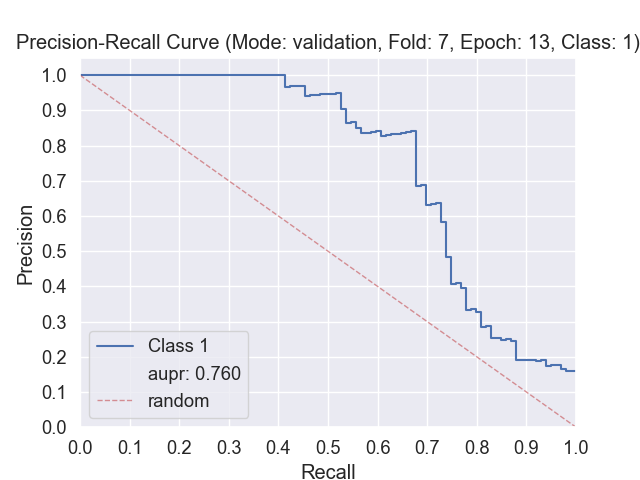 Precision-Recall Curve (Mode: validation, Fold: 7, Epoch: 13, Class: 1)
1.0
0.9
0.8
0.7
0.6
0.5
0.4
0.3
0.2
0.1
0.0
Precision
Class 1
aupr: 0.760
random
0.0 0.1 0.2 0.3 0.4 0.5 0.6 0.7 0.8 0.9 1.0
Recall